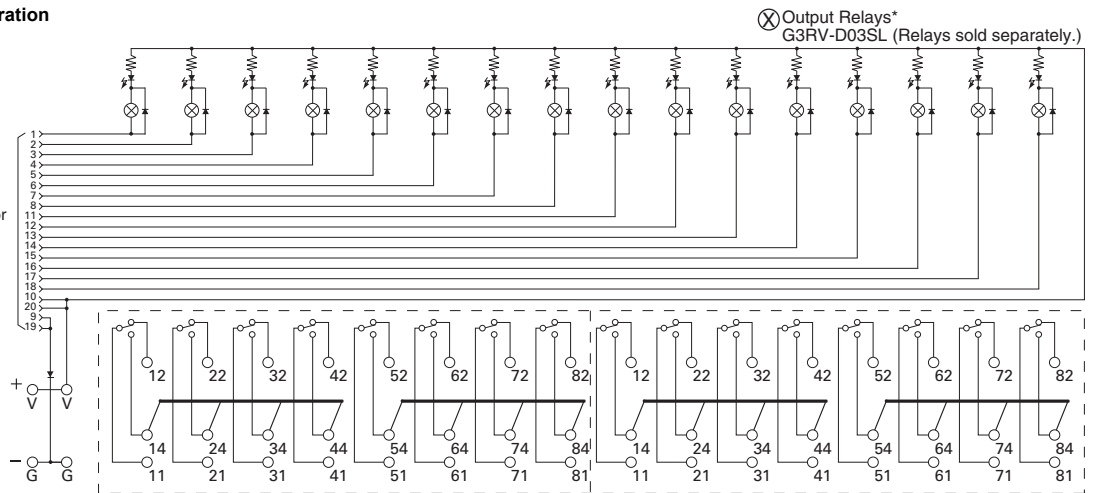 ration
Output Relays*
G3RV-D03SL (Relays sold separately.)
1
2
3
4
5
6
7
8
or
11
12
13
14
15
16
17
18
10
20
9
19
12 22 32 42 52 62 72 82 12 22 32 42 52 62 72 82
+
V V
14 24 34 44 54 64 74 84 14 24 34 44 54 64 74 84
−
G G
11 21 31 41 51 61 71 81 11 21 31 41 51 61 71 81